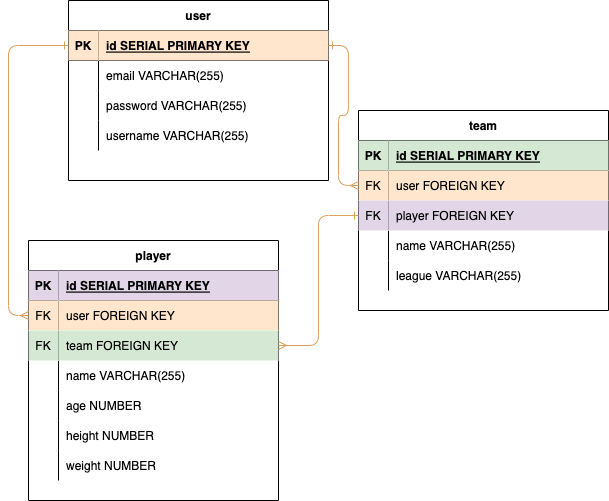 user
PK id SERIAL PRIMARY KEY
email VARCHAR(255)
password VARCHAR(255)
username VARCHAR(255)
team
PK id SERIAL PRIMARY KEY
FK user FOREIGN KEY
FK player FOREIGN KEY
name VARCHAR(255)
league VARCHAR(255)
player
PK id SERIAL PRIMARY KEY
FK user FOREIGN KEY
FK team FOREIGN KEY
name VARCHAR(255)
age NUMBER
height NUMBER
weight NUMBER